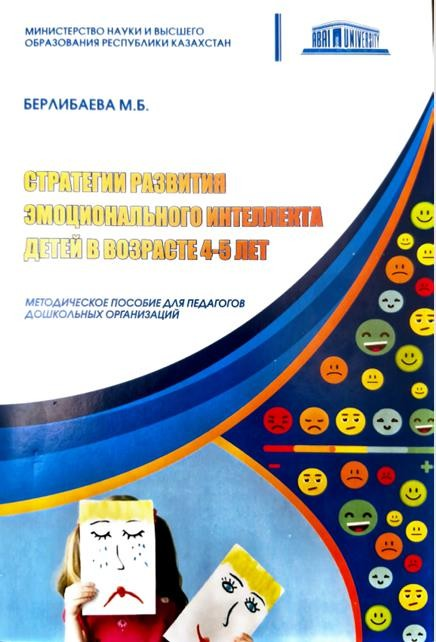 МИНИСТЕРСТВО НАУКИ И ВЫСШЕГО
ОБРАЗОВАНИЯ РЕСПУБЛИКИ КАЗАХСТАН
ABAI UNIVERSITY
БЕРЛИБАЕВА М.Б.
СТРАТЕГИИ РАЗВИТИЯ
ЭМОЦИОНАЛЬНОГО ИНТЕЛЛЕКТА
ДЕТЕЙ В ВОЗРАСТЕ 4-5 ЛЕТ
МЕТОДИЧЕСКОЕ ПОСОБИЕ ДЛЯ ПЕДАГОГОВ
ДОШКОЛЬНЫХ ОРГАНИЗАЦИЙ